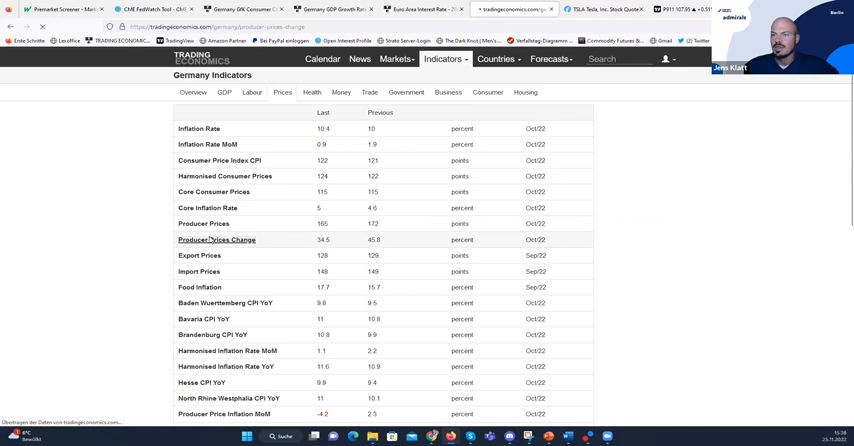 Premarket Screener - Mark
CME FedWatch Tool - CME
Germany GfK Consumer C
Germany GDP Growth Rat
Euro Area Interest Rate - 20
tradingeconomics.com/ge
TSLA Tesla, Inc. Stock Quote
P911 107.95 ▲ +0.51%
https://tradingeconomics.com/germany/producer-prices-change
Erste Schritte
Lexoffice
TRADING ECONOMIC
TradingView
Amazon Partner
Bei PayPal einloggen
Open Interest Profile
Strato Server-Login
The Dark Knot | Men's
Verfallstag-Diagramm
Commodity Futures &
Gmail
(2) Twitter
admirals
Berlin
Jens Klatt
TRADING
ECONOMICS
Calendar
News
Markets
Indicators
Countries
Forecasts
Search
Germany Indicators
Overview
GDP
Labour
Prices
Health
Money
Trade
Government
Business
Consumer
Housing
Last Previous
Inflation Rate 10.4 10 percent Oct/22
Inflation Rate MoM 0.9 1.9 percent Oct/22
Consumer Price Index CPI 122 121 points Oct/22
Harmonised Consumer Prices 124 122 points Oct/22
Core Consumer Prices 115 115 points Oct/22
Core Inflation Rate 5 4.6 percent Oct/22
Producer Prices 165 172 points Oct/22
Producer Prices Change 34.5 45.8 percent Oct/22
Export Prices 128 129 points Sep/22
Import Prices 148 149 points Sep/22
Food Inflation 17.7 15.7 percent Sep/22
Baden Wuerttemberg CPI YoY 9.8 9.5 percent Oct/22
Bavaria CPI YoY 11 10.8 percent Oct/22
Brandenburg CPI YoY 10.8 9.9 percent Oct/22
Harmonised Inflation Rate MoM 1.1 2.2 percent Oct/22
Harmonised Inflation Rate YoY 11.6 10.9 percent Oct/22
Hesse CPI YoY 9.9 9.4 percent Oct/22
North Rhine Westphalia CPI YoY 11 10.1 percent Oct/22
Producer Price Inflation MoM -4.2 2.3 percent Oct/22
Übertragen der Daten von tradingeconomics.com...
6°C
Bewölkt
Suche
15:38
23.11.2022